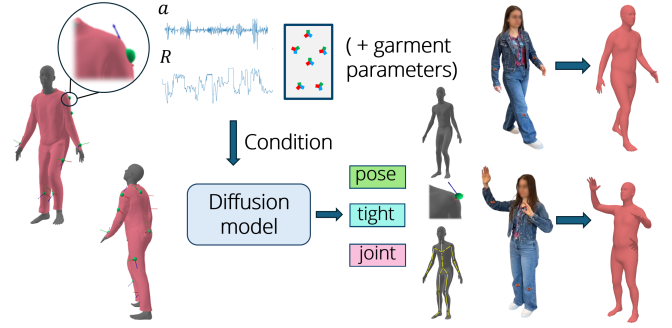 a
R
( + garment
parameters)
Condition
Diffusion
model
pose
tight
joint